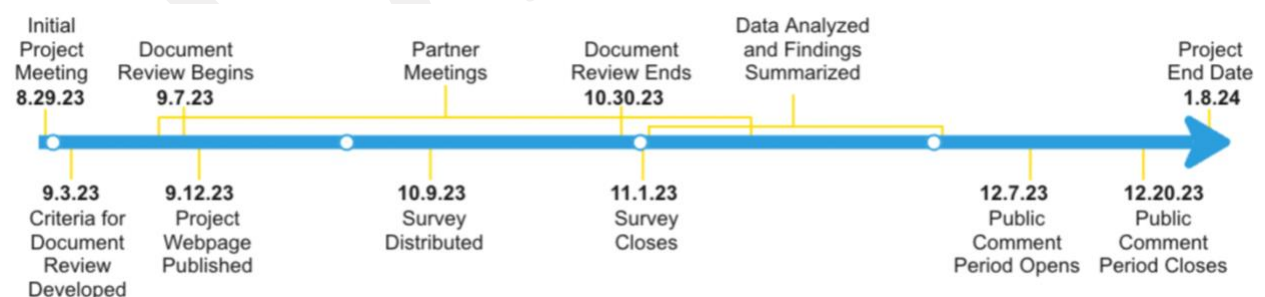 Initial
Project
Meeting
8.29.23
Document
Review Begins
9.7.23
Partner
Meetings
Document
Review Ends
10.30.23
Data Analyzed
and Findings
Summarized
Project
End Date
1.8.24
9.3.23
Criteria for
Document
Review
Developed
9.12.23
Project
Webpage
Published
10.9.23
Survey
Distributed
11.1.23
Survey
Closes
12.7.23
Public
Comment
Period Opens
12.20.23
Public
Comment
Period Closes